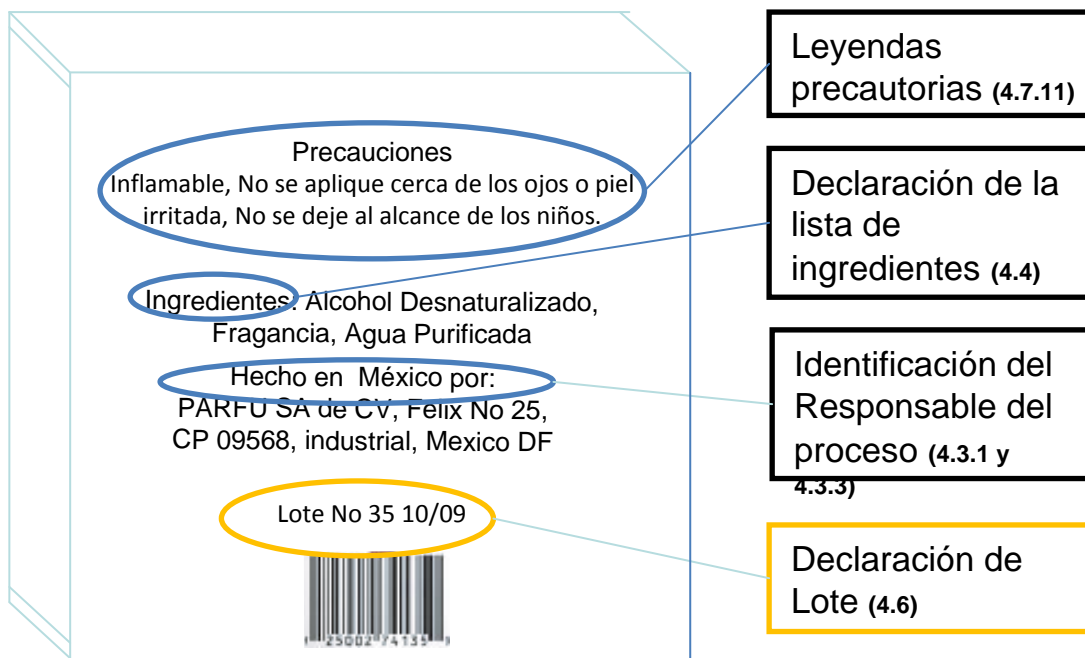 Precauciones
Inflamable, No se aplique cerca de los ojos o piel
irritada, No se deje al alcance de los niños.
Ingredientes: Alcohol Desnaturalizado,
Fragancia, Agua Purificada
Hecho en México por:
PARFU SA de CV, Felix No 25,
CP 09568, industrial, Mexico DF
Lote No 35 10/09
Leyendas
precautorias (4.7.11)
Declaración de la
lista de
ingredientes (4.4)
Identificación del
Responsable del
proceso (4.3.1 y
4.3.3)
Declaración de
Lote (4.6)